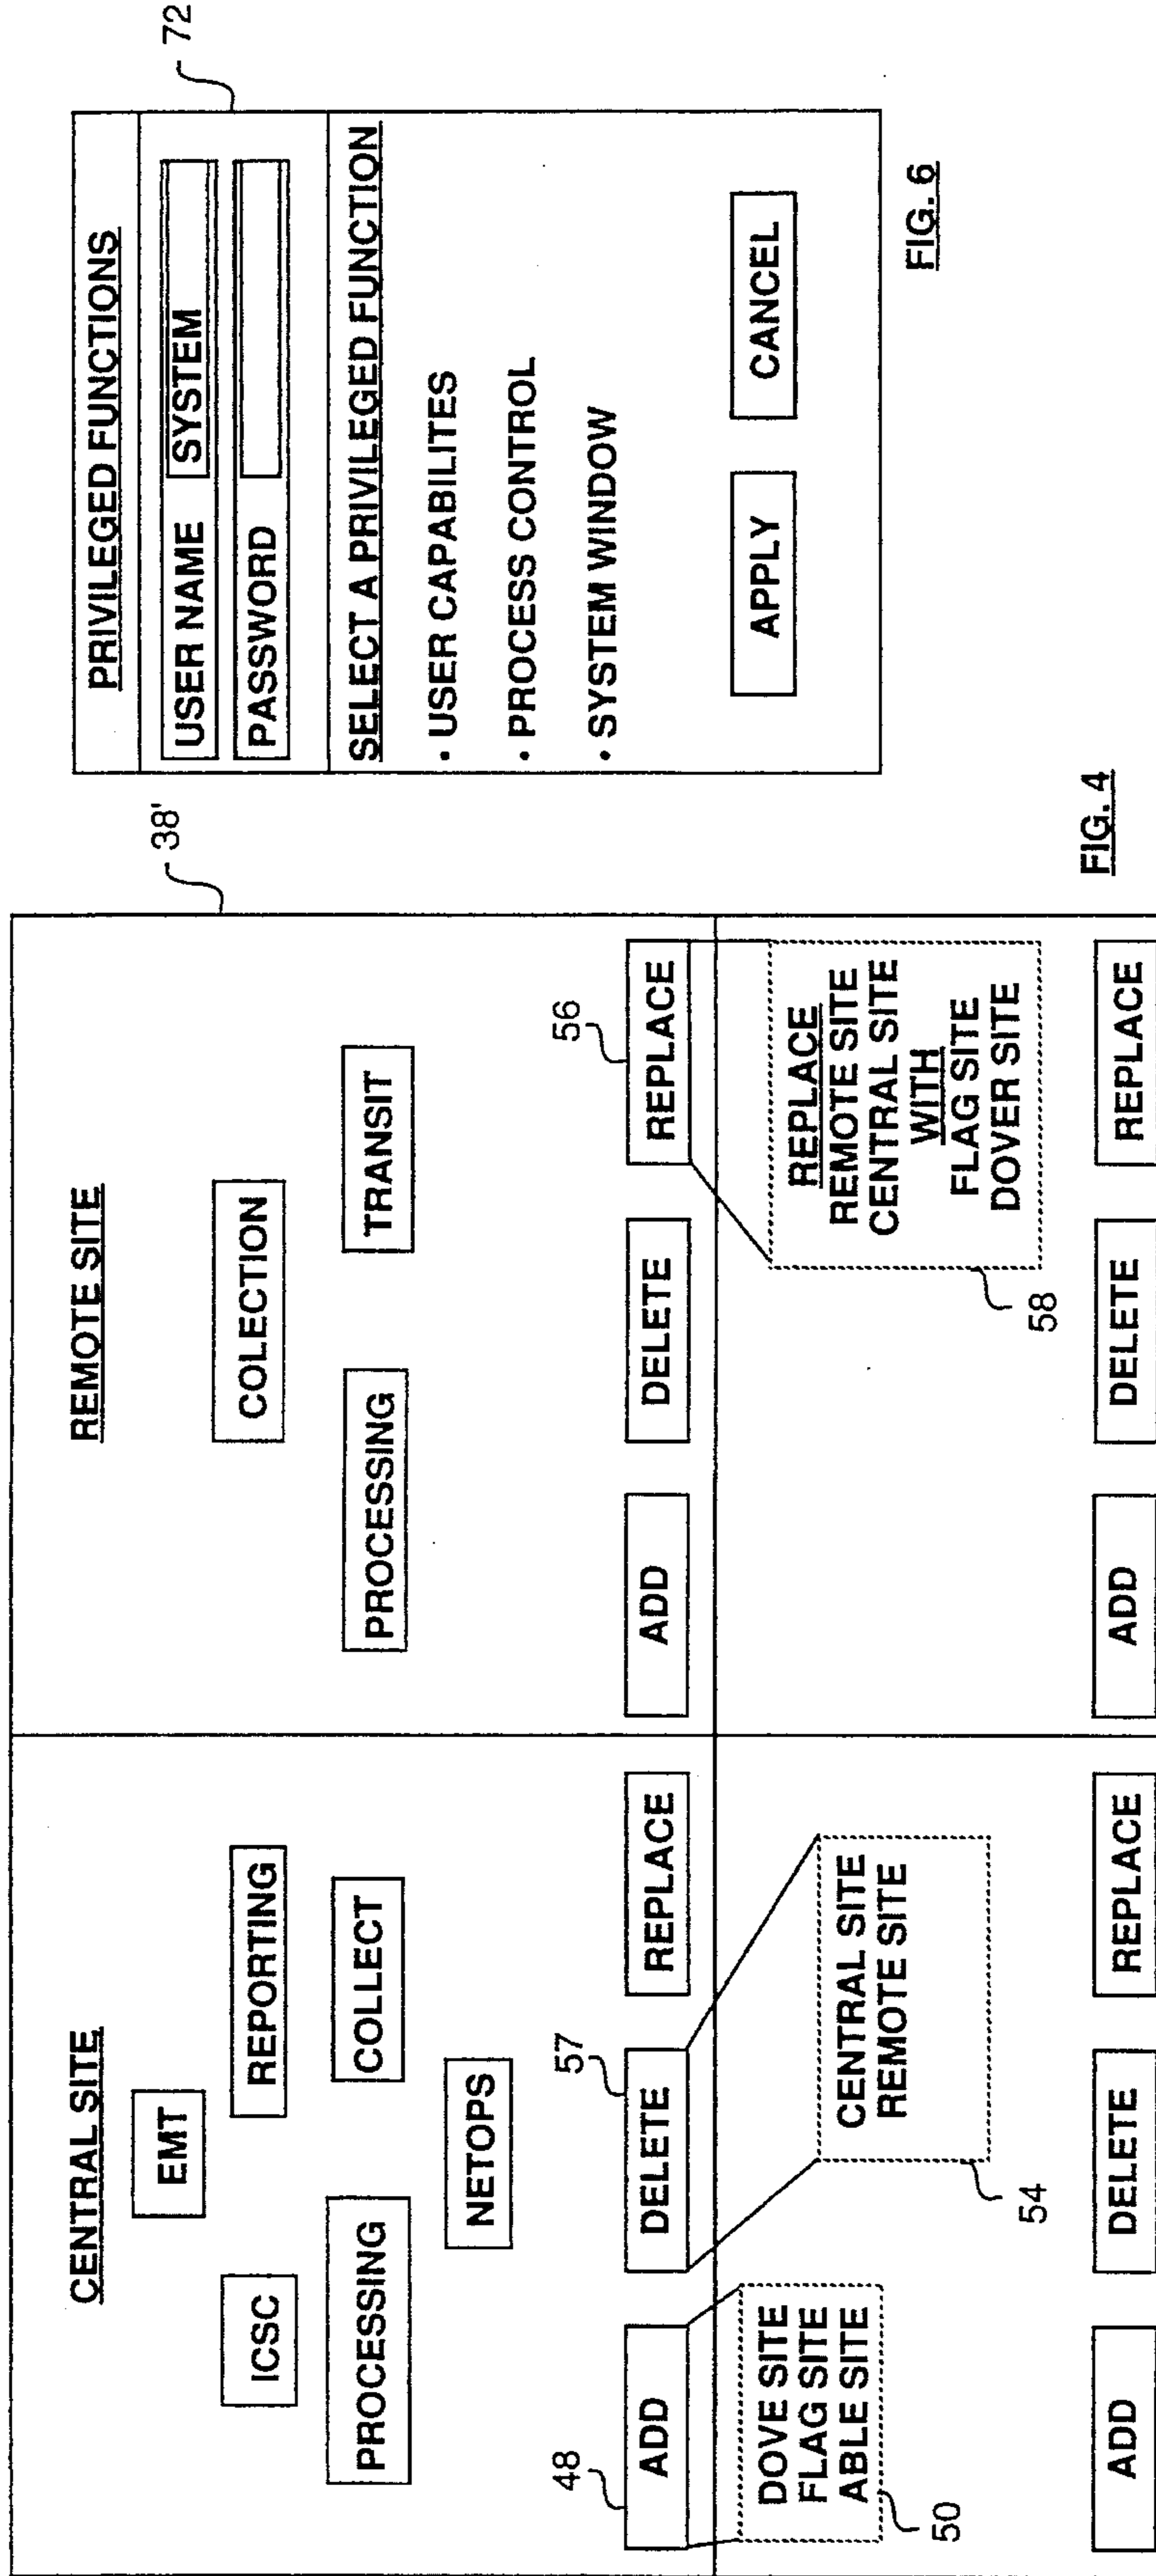 CENTRAL SITE
EMT
ICSC
REPORTING
PROCESSING
COLLECT
NETOPS
48
57
ADD
DELETE
REPLACE
DOVE SITE
FLAG SITE
ABLE SITE
50
CENTRAL SITE
REMOTE SITE
54
ADD
DELETE
REPLACE
38'
REMOTE SITE
COLECTION
PROCESSING
TRANSIT
56
ADD
DELETE
REPLACE
REPLACE
REMOTE SITE
CENTRAL SITE
WITH
FLAG SITE
DOVER SITE
58
ADD
DELETE
REPLACE
FIG. 4
72
PRIVILEGED FUNCTIONS
USER NAME SYSTEM
PASSWORD
SELECT A PRIVILEGED FUNCTION
• USER CAPABILITES
• PROCESS CONTROL
• SYSTEM WINDOW
APPLY CANCEL
FIG. 6